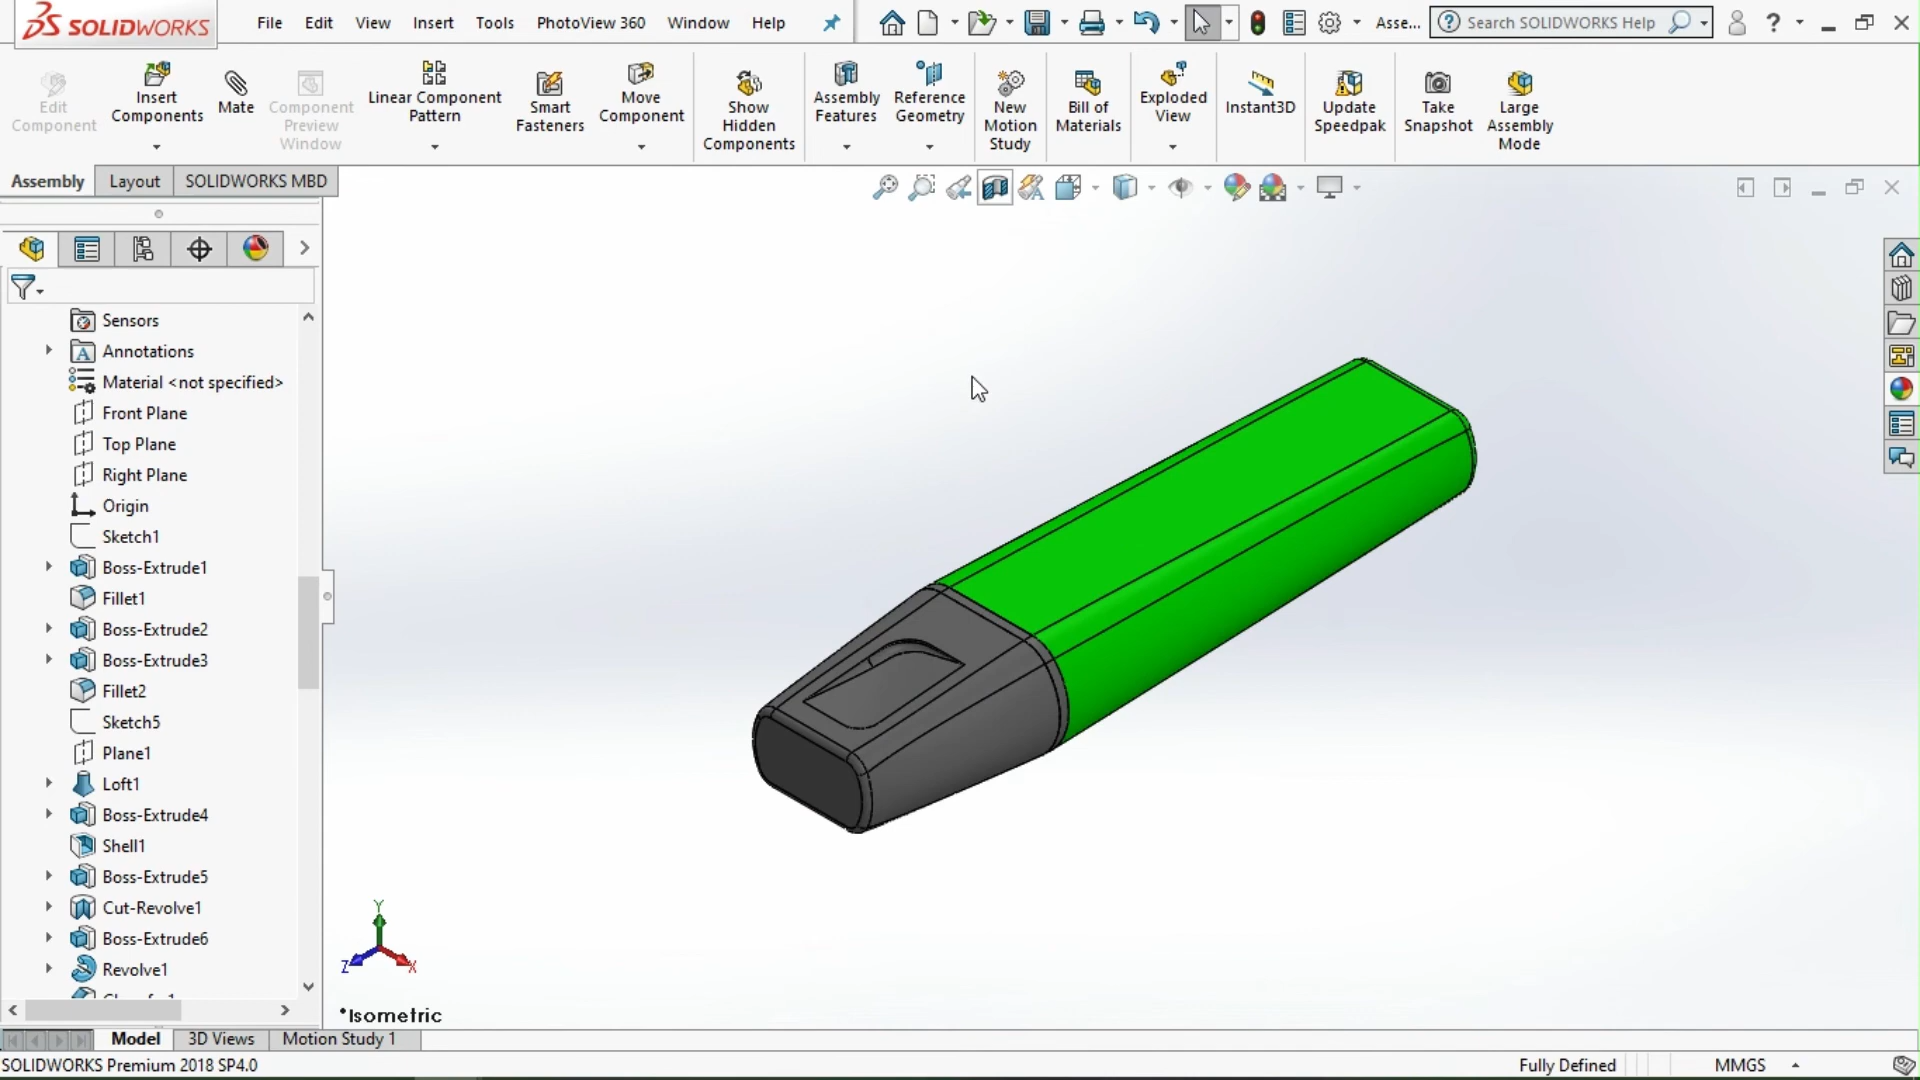 SOLIDWORKS File Edit View Insert Tools PhotoView 360 Window Help Asse... Search SOLIDWORKS Help ?
Edit Component
Insert Components
Mate
Component Preview Window
Linear Component Pattern
Smart Fasteners
Move Component
Show Hidden Components
Assembly Features
Reference Geometry
New Motion Study
Bill of Materials
Exploded View
Instant3D
Update Speedpak
Take Snapshot
Large Assembly Mode
Assembly Layout SOLIDWORKS MBD
Sensors
Annotations
Material <not specified>
Front Plane
Top Plane
Right Plane
Origin
Sketch1
Boss-Extrude1
Fillet1
Boss-Extrude2
Boss-Extrude3
Fillet2
Sketch5
Plane1
Loft1
Boss-Extrude4
Shell1
Boss-Extrude5
Cut-Revolve1
Boss-Extrude6
Revolve1
Y
Z X
*Isometric
Model 3D Views Motion Study 1
SOLIDWORKS Premium 2018 SP4.0 Fully Defined MMGS